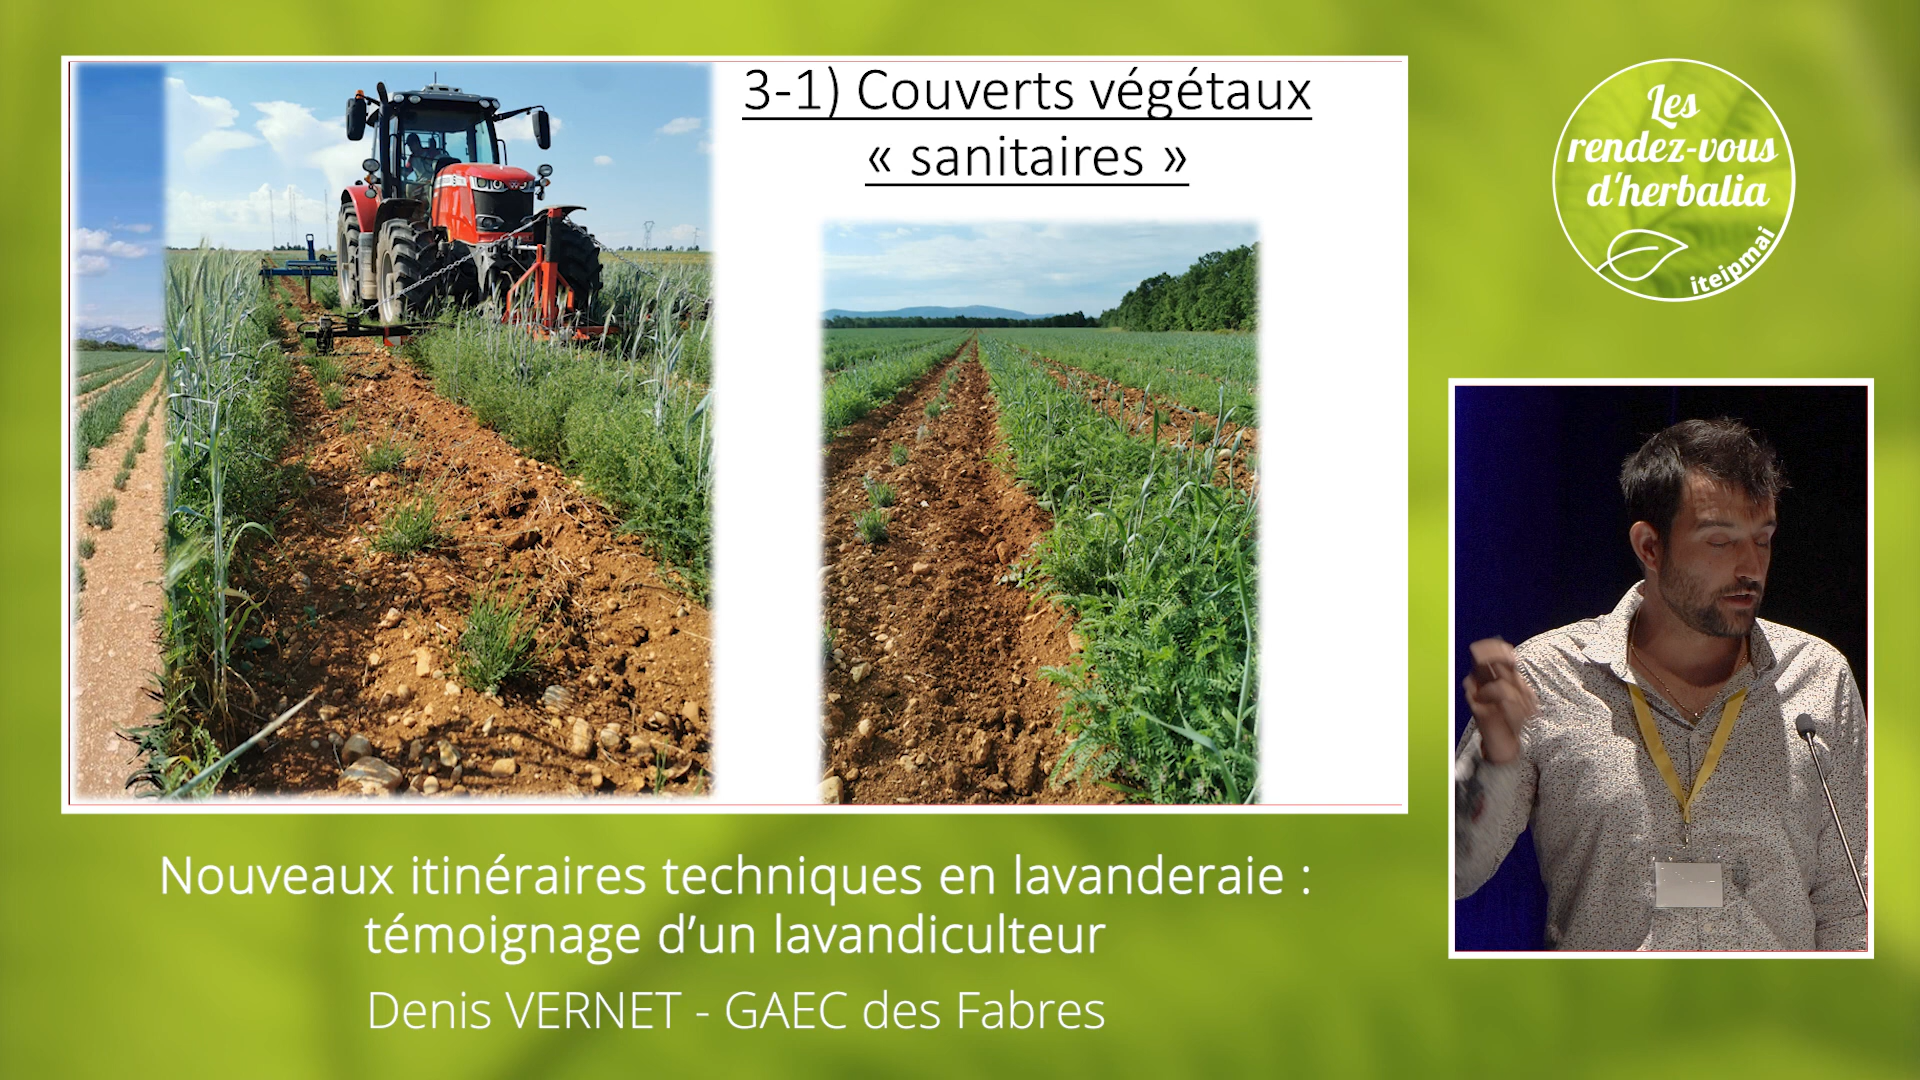 3-1) Couverts végétaux
« sanitaires »
Les
rendez-vous
d'herbalia
iteipmai
Nouveaux itinéraires techniques en lavanderaie :
témoignage d’un lavandiculteur
Denis VERNET - GAEC des Fabres